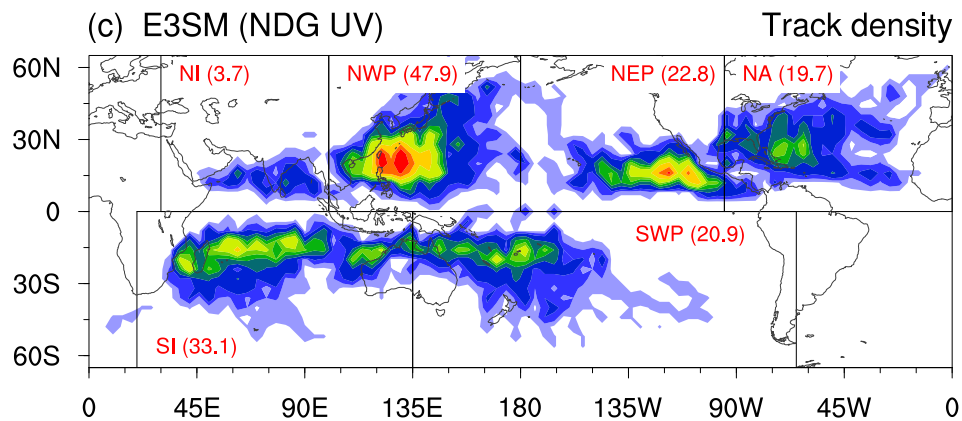 (c) E3SM (NDG UV) Track density
60N
NI (3.7) NWP (47.9) NEP (22.8) NA (19.7)
30N
0
SWP (20.9)
30S
SI (33.1)
60S
0 45E 90E 135E 180 135W 90W 45W 0